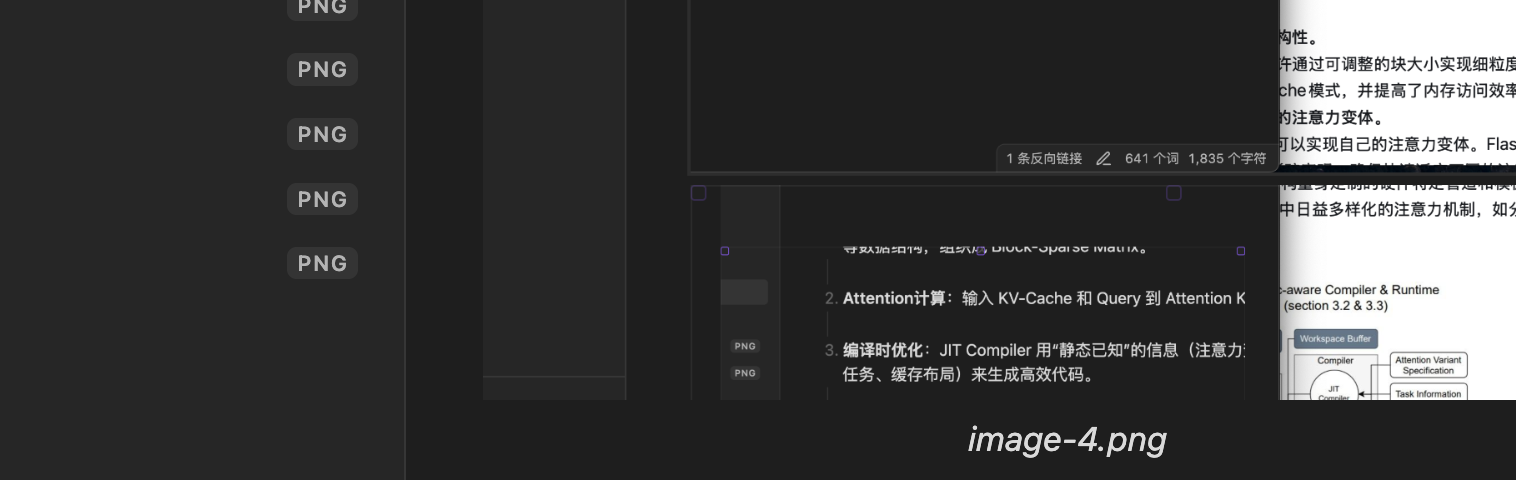 PNG
PNG
PNG
PNG
PNG
1 条反向链接 641 个词 1,835 个字符
等数据结构，组织成 Block-Sparse Matrix。
2. Attention计算：输入 KV-Cache 和 Query 到 Attention K
3. 编译时优化：JIT Compiler 用“静态已知”的信息（注意力
任务、缓存布局）来生成高效代码。
PNG
PNG
构性。
许通过可调整的块大小实现细粒度
che模式，并提高了内存访问效率
的注意力变体。
可以实现自己的注意力变体。Flas
中日益多样化的注意力机制，如
-aware Compiler & Runtime
(section 3.2 & 3.3)
Workspace Buffer
Compiler
JIT
Compiler
Attention Variant
Specification
Task Information
image-4.png